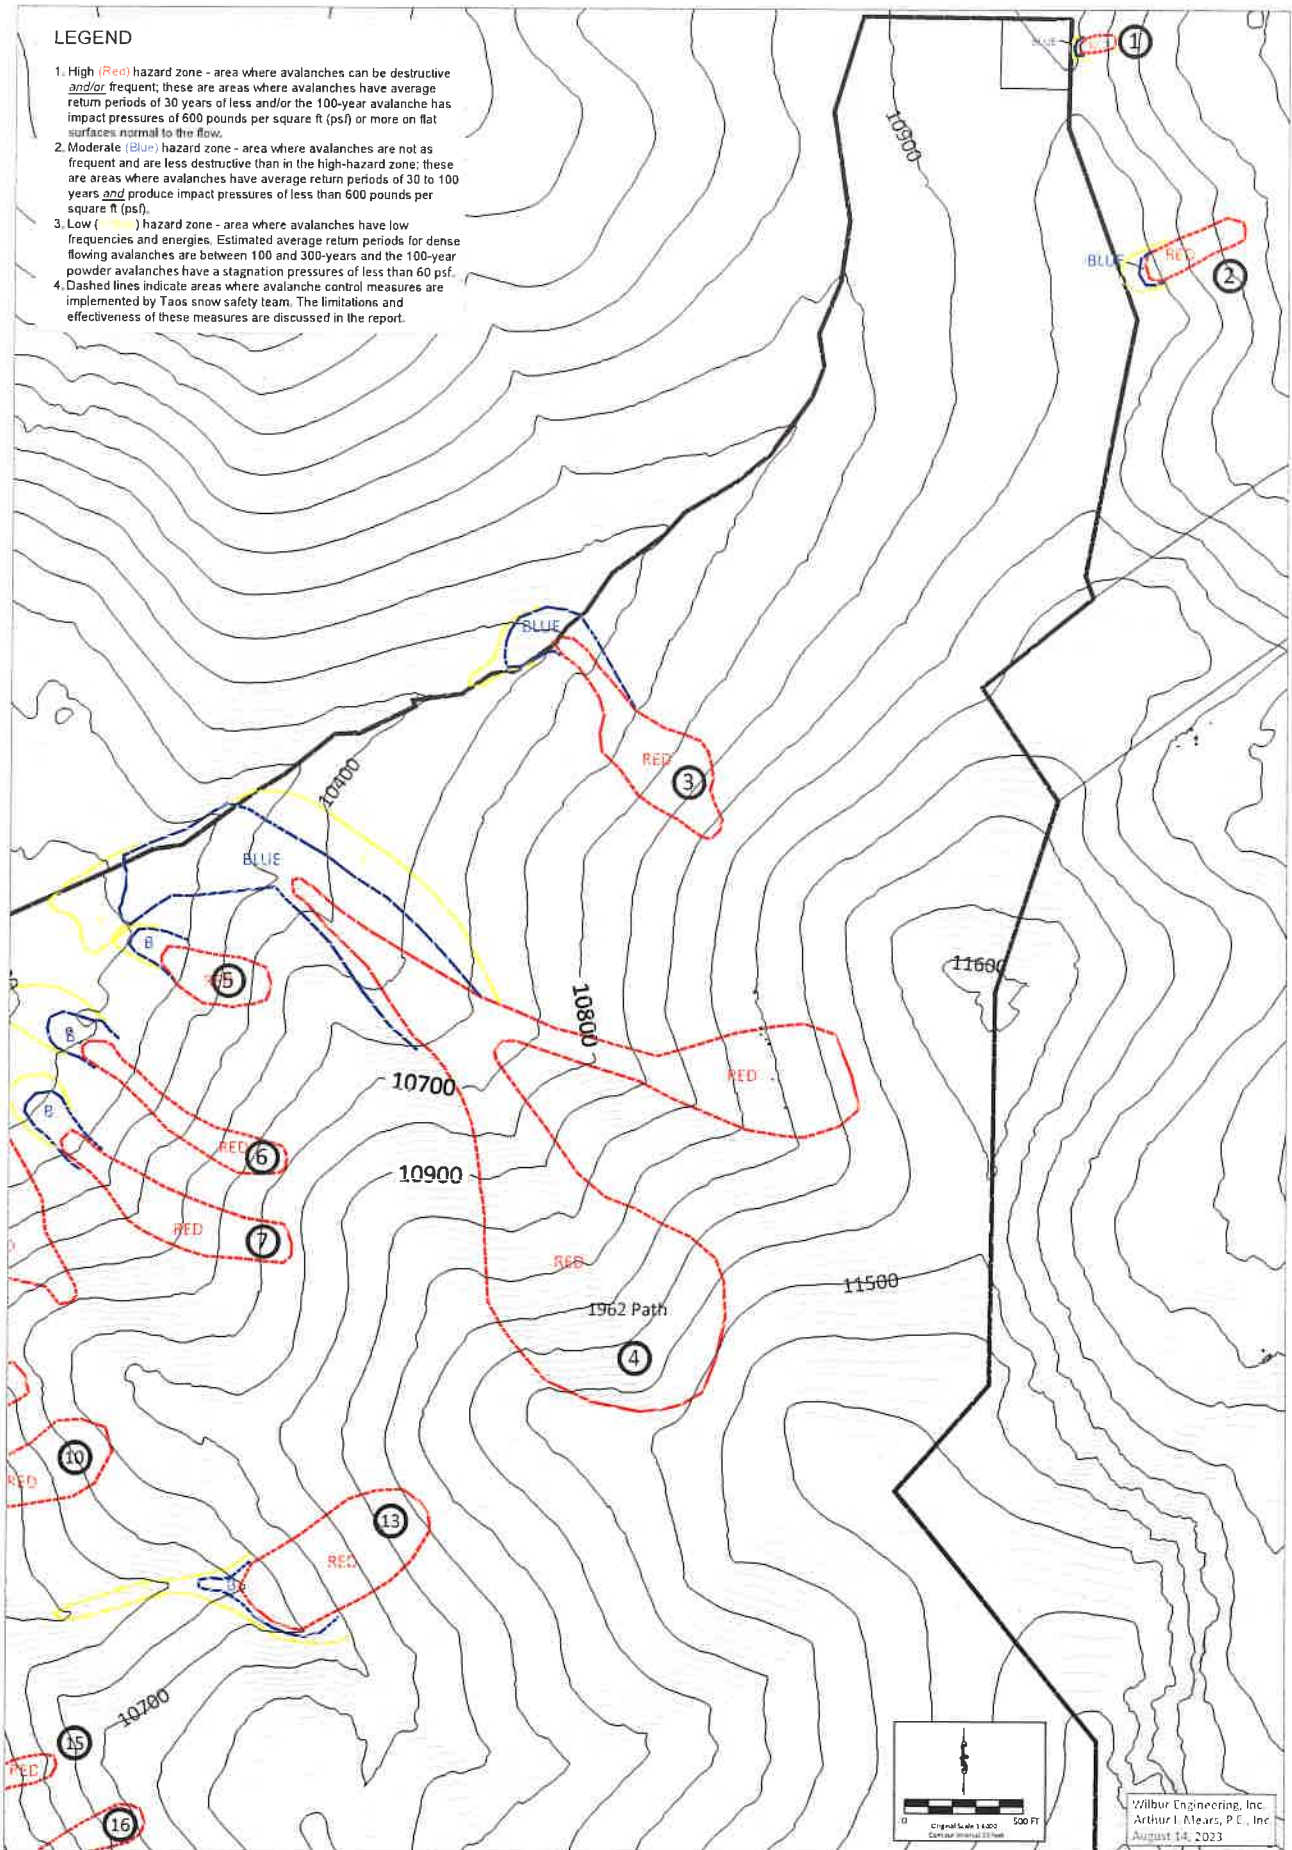 LEGEND
1. High (Red) hazard zone - area where avalanches can be destructive
and/or frequent; these are areas where avalanches have average
return periods of 30 years of less and/or the 100-year avalanche has
impact pressures of 600 pounds per square ft (psf) or more on flat
surfaces normal to the flow.
2. Moderate (Blue) hazard zone - area where avalanches are not as
frequent and are less destructive than in the high-hazard zone; these
are areas where avalanches have average return periods of 30 to 100
years and produce impact pressures of less than 600 pounds per
square ft (psf).
3. Low ( ) hazard zone - area where avalanches have low
frequencies and energies. Estimated average return periods for dense
flowing avalanches are between 100 and 300-years and the 100-year
powder avalanches have a stagnation pressures of less than 60 psf.
4. Dashed lines indicate areas where avalanche control measures are
implemented by Taos snow safety team. The limitations and
effectiveness of these measures are discussed in the report.
BLUE
1
10900
BLUE
RED
2
BLUE
RED
3
10400
BLUE
B
5
11600
10800
B
10700
RED
B
RED
6
10900
RED
7
RED
11500
1962 Path
4
10
RED
13
RED
B
10700
15
RED
16
0
500 FT
Original Scale 1:6000
Wilbur Engineering, Inc.
Arthur I. Mears, P.E., Inc.
August 14, 2023